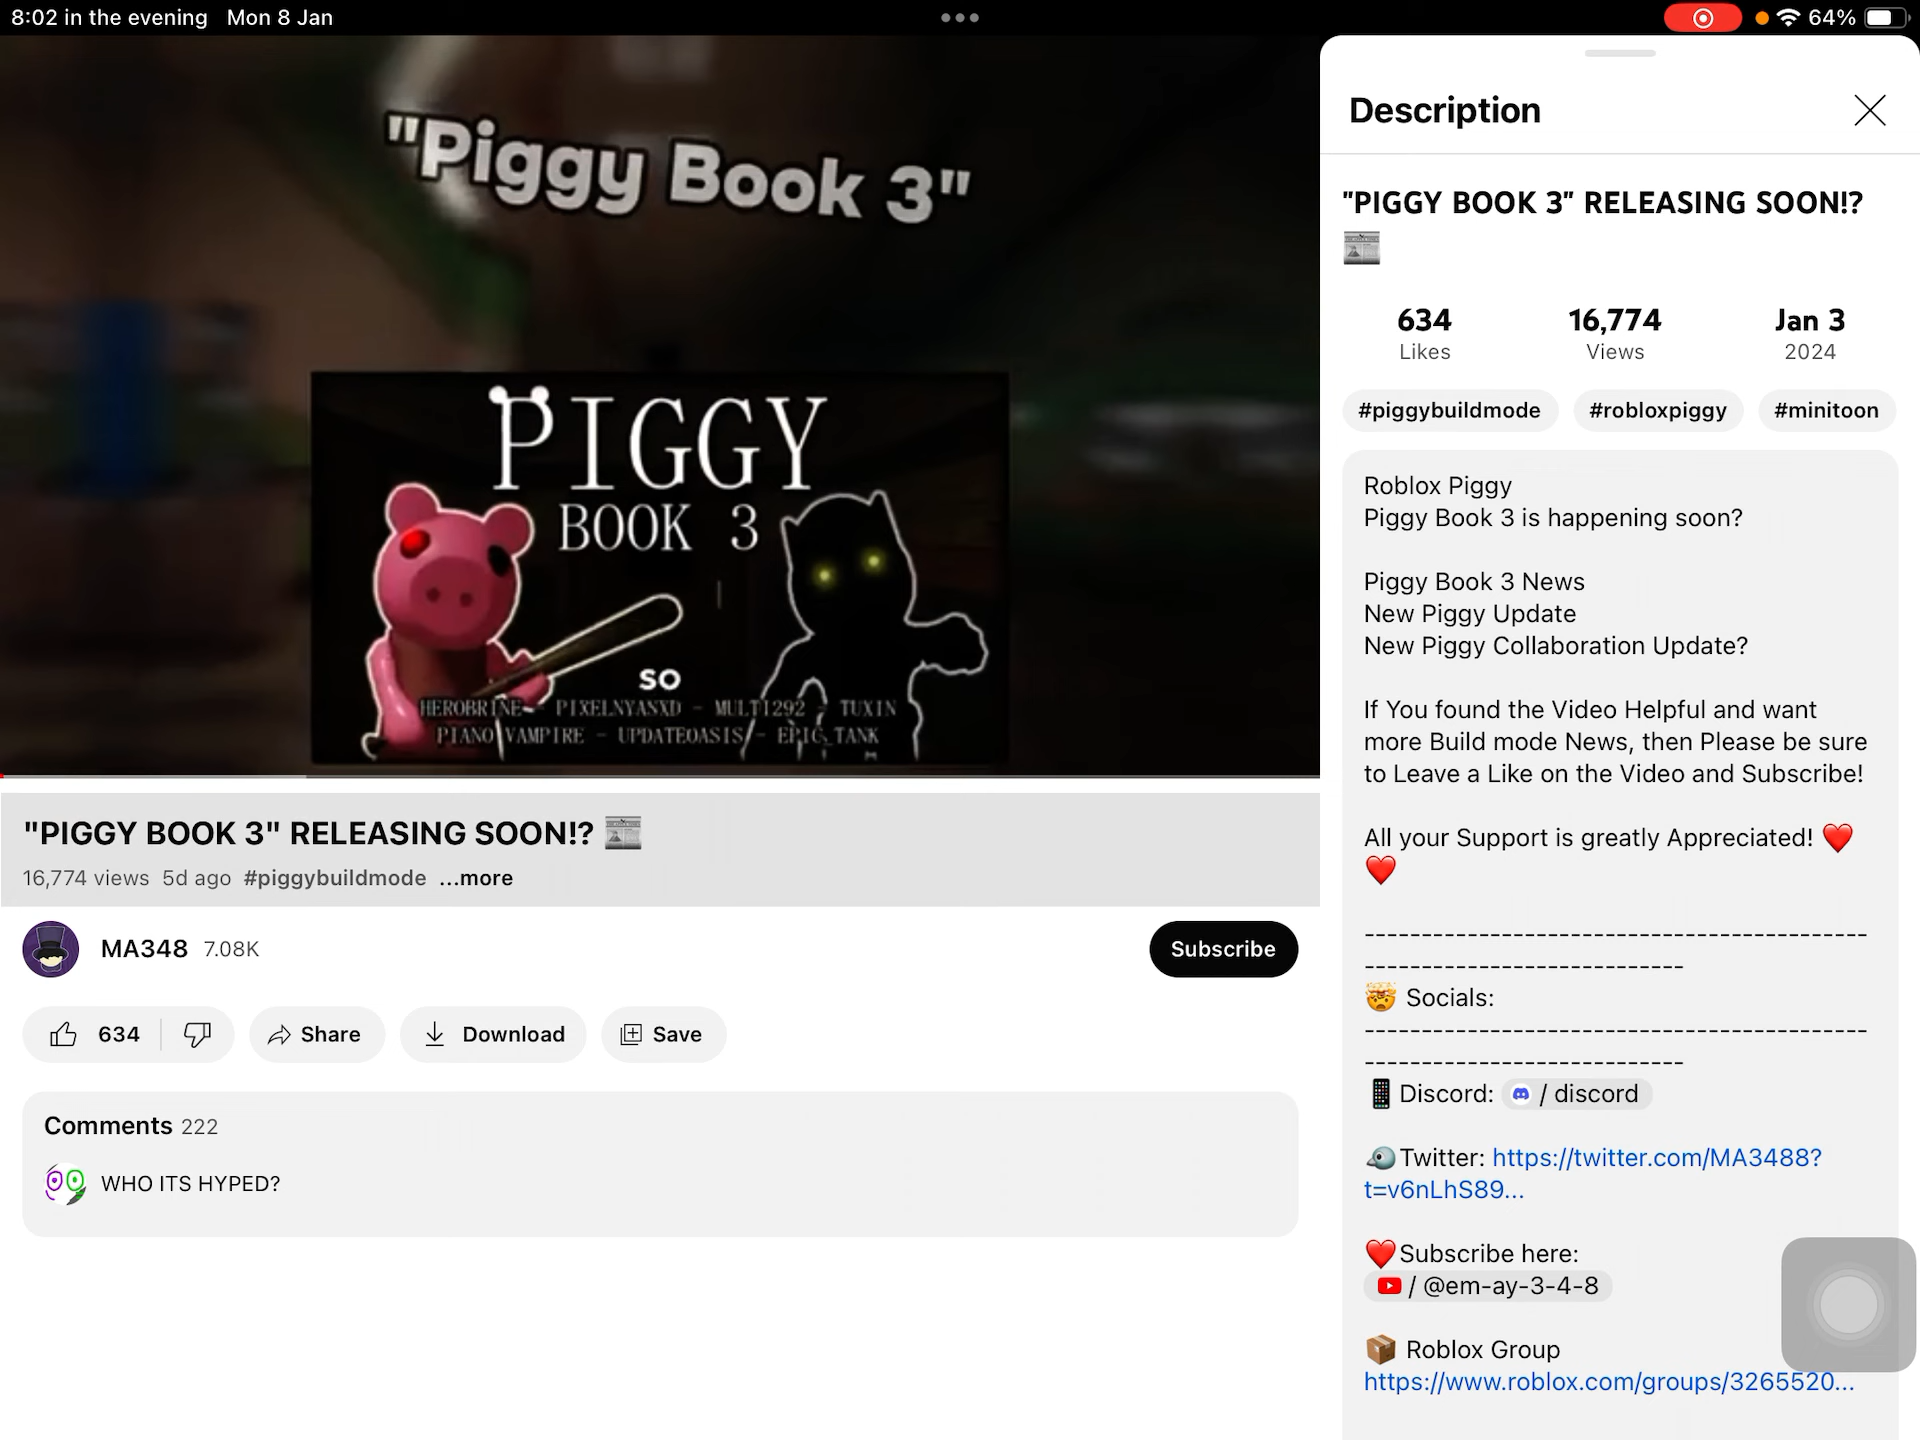 8:02 in the evening Mon 8 Jan
64%
"Piggy Book 3"
PIGGY
BOOK 3
so
HEROBRINE - PIXELNYASXD - MULTI292 - TUXIN
PIANO VAMPIRE - UPDATEOASIS - EPIC_TANK
"PIGGY BOOK 3" RELEASING SOON!?
16,774 views 5d ago #piggybuildmode ...more
MA348 7.08K
Subscribe
634
Share
Download
Save
Comments 222
WHO ITS HYPED?
Description
"PIGGY BOOK 3" RELEASING SOON!?
634 16,774 Jan 3
Likes Views 2024
#piggybuildmode #robloxpiggy #minitoon
Roblox Piggy
Piggy Book 3 is happening soon?
Piggy Book 3 News
New Piggy Update
New Piggy Collaboration Update?
If You found the Video Helpful and want
more Build mode News, then Please be sure
to Leave a Like on the Video and Subscribe!
All your Support is greatly Appreciated! ❤️
❤️
--------------------------------------------
----------------------------
🤯 Socials:
--------------------------------------------
----------------------------
📱Discord: / discord
🐦Twitter: https://twitter.com/MA3488?
t=v6nLhS89...
❤️Subscribe here:
/ @em-ay-3-4-8
📦 Roblox Group
https://www.roblox.com/groups/3265520...